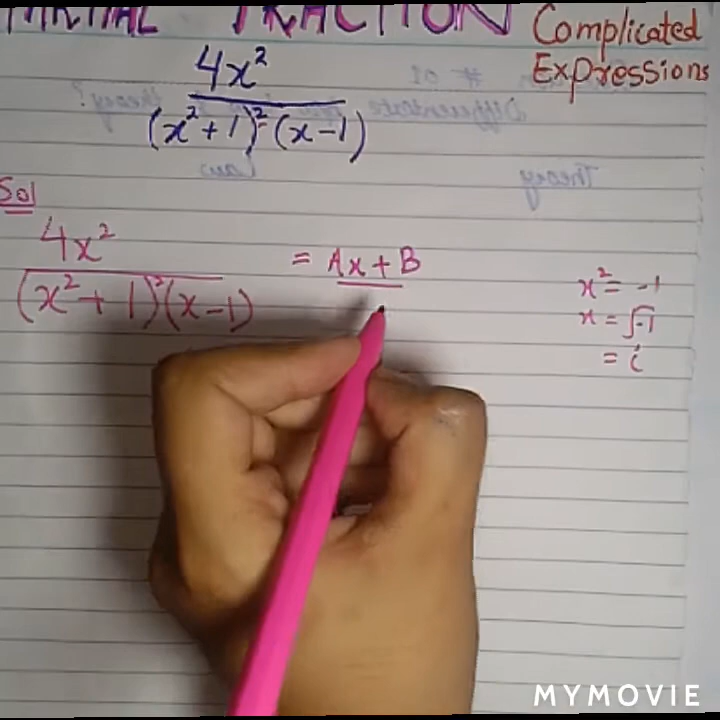 PARTIAL FRACTION
Complicated
Expressions
4x²
(x²+1)²(x-1)
Sol
4x²
(x²+1)²(x-1)
= Ax+B
x² = -1
x = √-1
= i
MYMOVIE